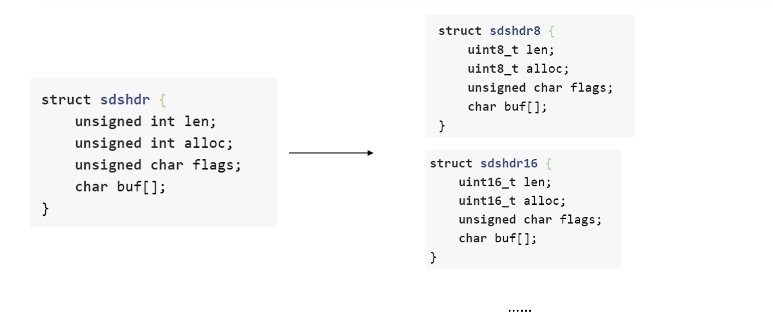 struct sdshdr {
unsigned int len;
unsigned int alloc;
unsigned char flags;
char buf[];
}
struct sdshdr8 {
uint8_t len;
uint8_t alloc;
unsigned char flags;
char buf[];
}
struct sdshdr16 {
uint16_t len;
uint16_t alloc;
unsigned char flags;
char buf[];
}
......